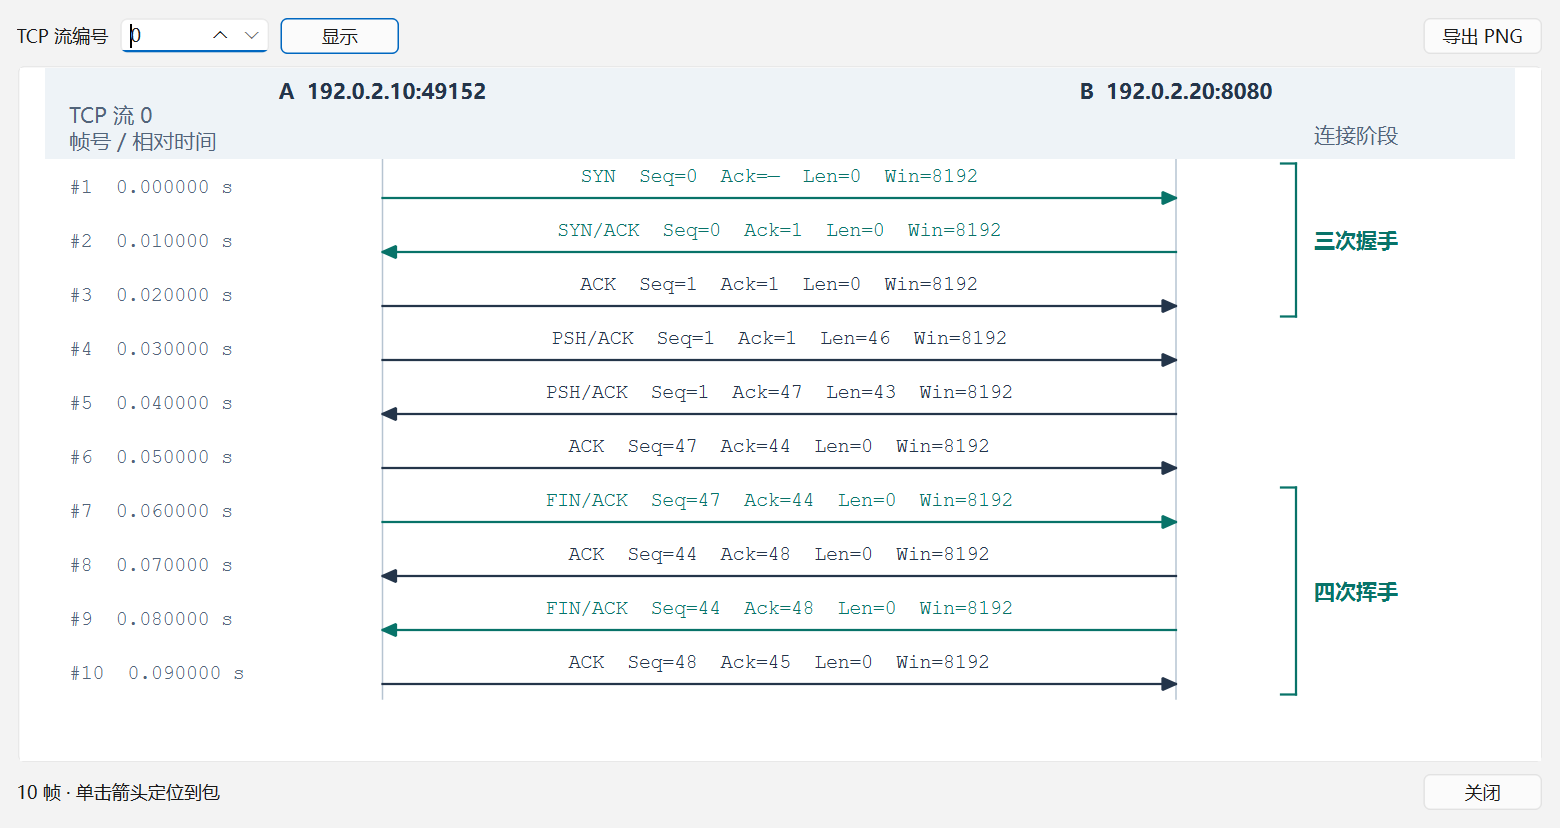 TCP 流编号 0 显示 导出 PNG
A 192.0.2.10:49152 B 192.0.2.20:8080
TCP 流 0
帧号 / 相对时间 连接阶段
#1 0.000000 s SYN Seq=0 Ack=— Len=0 Win=8192
#2 0.010000 s SYN/ACK Seq=0 Ack=1 Len=0 Win=8192
三次握手
#3 0.020000 s ACK Seq=1 Ack=1 Len=0 Win=8192
#4 0.030000 s PSH/ACK Seq=1 Ack=1 Len=46 Win=8192
#5 0.040000 s PSH/ACK Seq=1 Ack=47 Len=43 Win=8192
#6 0.050000 s ACK Seq=47 Ack=44 Len=0 Win=8192
#7 0.060000 s FIN/ACK Seq=47 Ack=44 Len=0 Win=8192
#8 0.070000 s ACK Seq=44 Ack=48 Len=0 Win=8192
四次挥手
#9 0.080000 s FIN/ACK Seq=44 Ack=48 Len=0 Win=8192
#10 0.090000 s ACK Seq=48 Ack=45 Len=0 Win=8192
10 帧 · 单击箭头定位到包 关闭